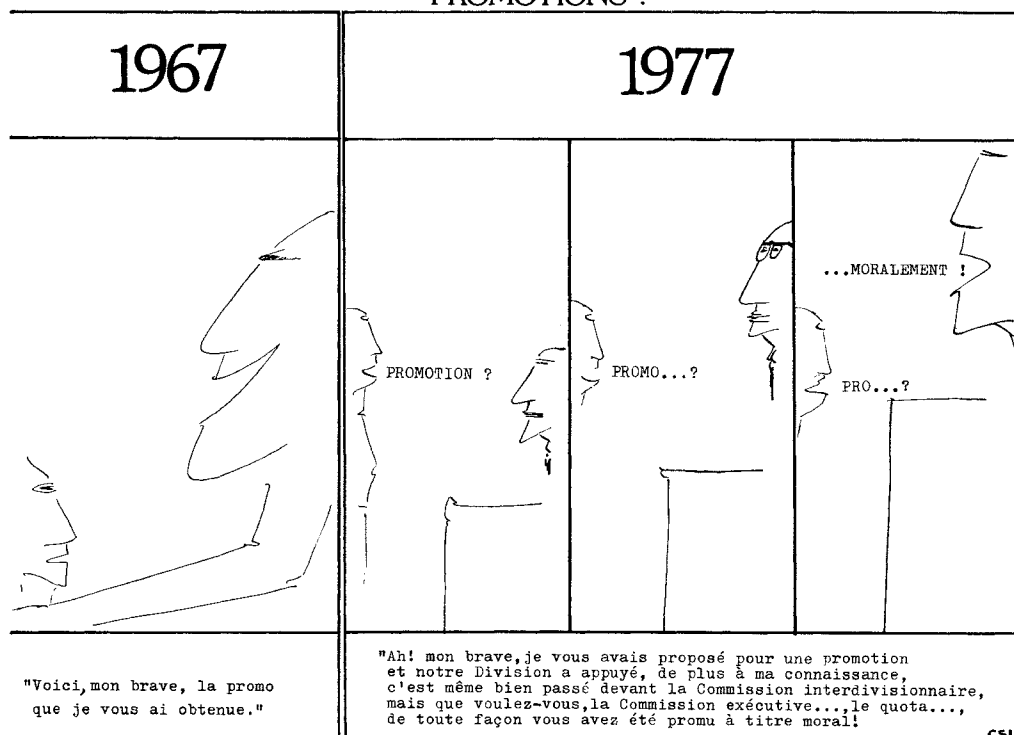 PROMOTIONS !
1967
1977
PROMOTION ?
PROMO...?
...MORALEMENT !
PRO...?
"Voici, mon brave, la promo
que je vous ai obtenue."
"Ah! mon brave, je vous avais proposé pour une promotion
et notre Division a appuyé, de plus à ma connaissance,
c'est même bien passé devant la Commission interdivisionnaire,
mais que voulez-vous, la Commission exécutive..., le quota...,
de toute façon vous avez été promu à titre moral!